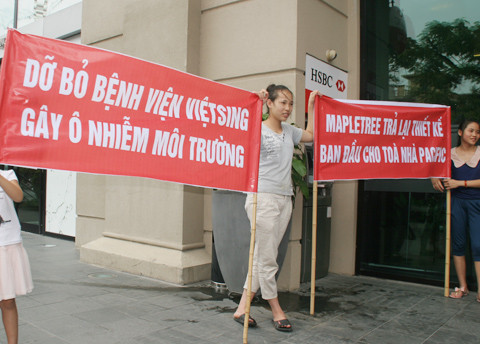 DỠ BỎ BỆNH VIỆN VIỆTSING
GÂY Ô NHIỄM MÔI TRƯỜNG
HSBC
MAPLETREE TRẢ LẠI THIẾT KẾ
BAN ĐẦU CHO TOÀ NHÀ PACIFIC